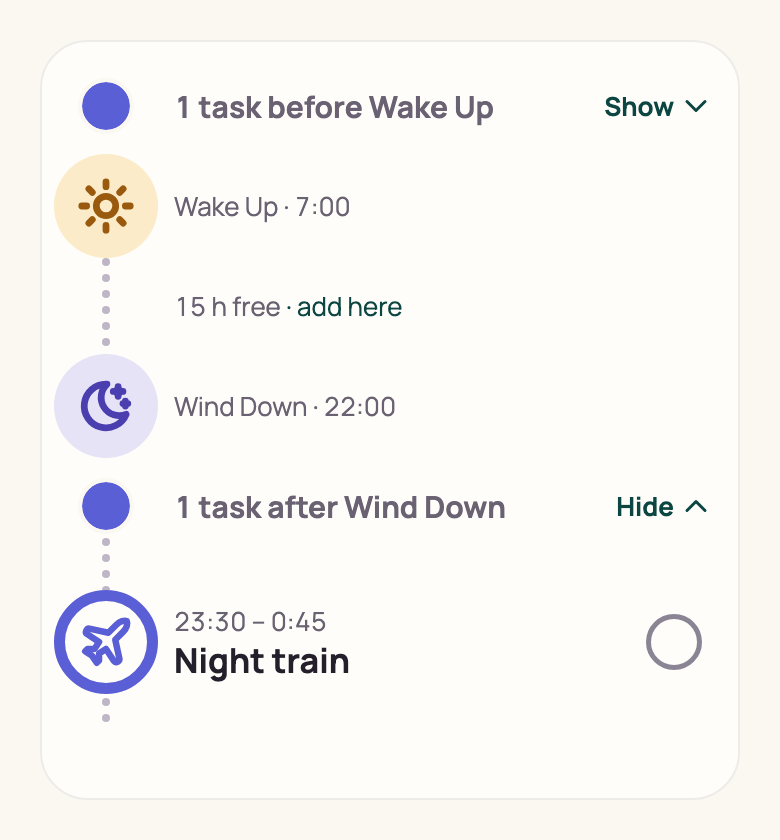 1 task before Wake Up Show
Wake Up · 7:00
15 h free · add here
Wind Down · 22:00
1 task after Wind Down Hide
23:30 – 0:45
Night train